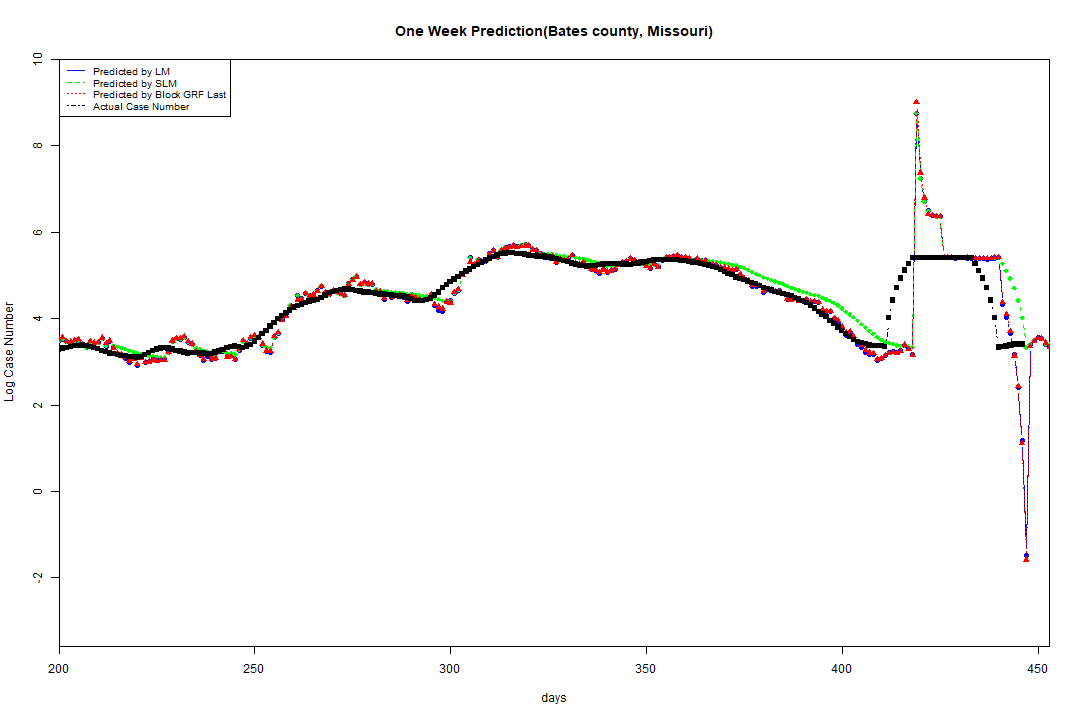 One Week Prediction(Bates county, Missouri)
Predicted by LM
Predicted by SLM
Predicted by Block GRF Last
Actual Case Number
Log Case Number
10
8
6
4
2
0
-2
200 250 300 350 400 450
days